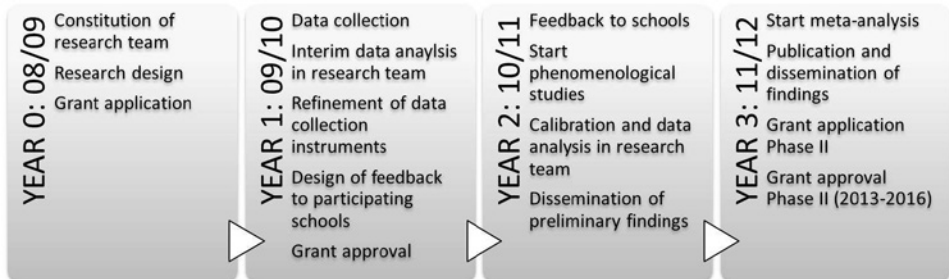 YEAR 0: 08/09
Constitution of
research team
Research design
Grant application
YEAR 1: 09/10
Data collection
Interim data anaylsis
in research team
Refinement of data
collection
instruments
Design of feedback
to participating
schools
Grant approval
YEAR 2: 10/11
Feedback to schools
Start
phenomenological
studies
Calibration and data
analysis in research
team
Dissemination of
preliminary findings
YEAR 3: 11/12
Start meta-analysis
Publication and
dissemination of
findings
Grant application
Phase II
Grant approval
Phase II (2013-2016)